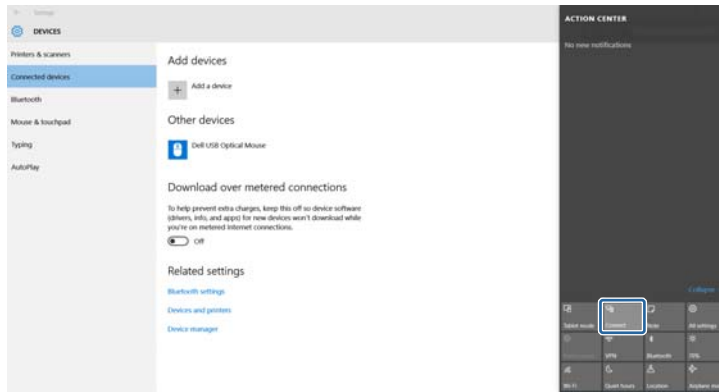 Settings
DEVICES
Printers & scanners
Connected devices
Bluetooth
Mouse & touchpad
Typing
AutoPlay
Add devices
Add a device
Other devices
Dell USB Optical Mouse
Download over metered connections
To help prevent extra charges, keep this off so device software
(drivers, info, and apps) for new devices won't download while
you're on metered Internet connections.
Off
Related settings
Bluetooth settings
Devices and printers
Device manager
ACTION CENTER
No new notifications
Collapse
Tablet mode Connect Note All settings
VPN Bluetooth 70%
Wi-Fi Quiet hours Location Airplane mo